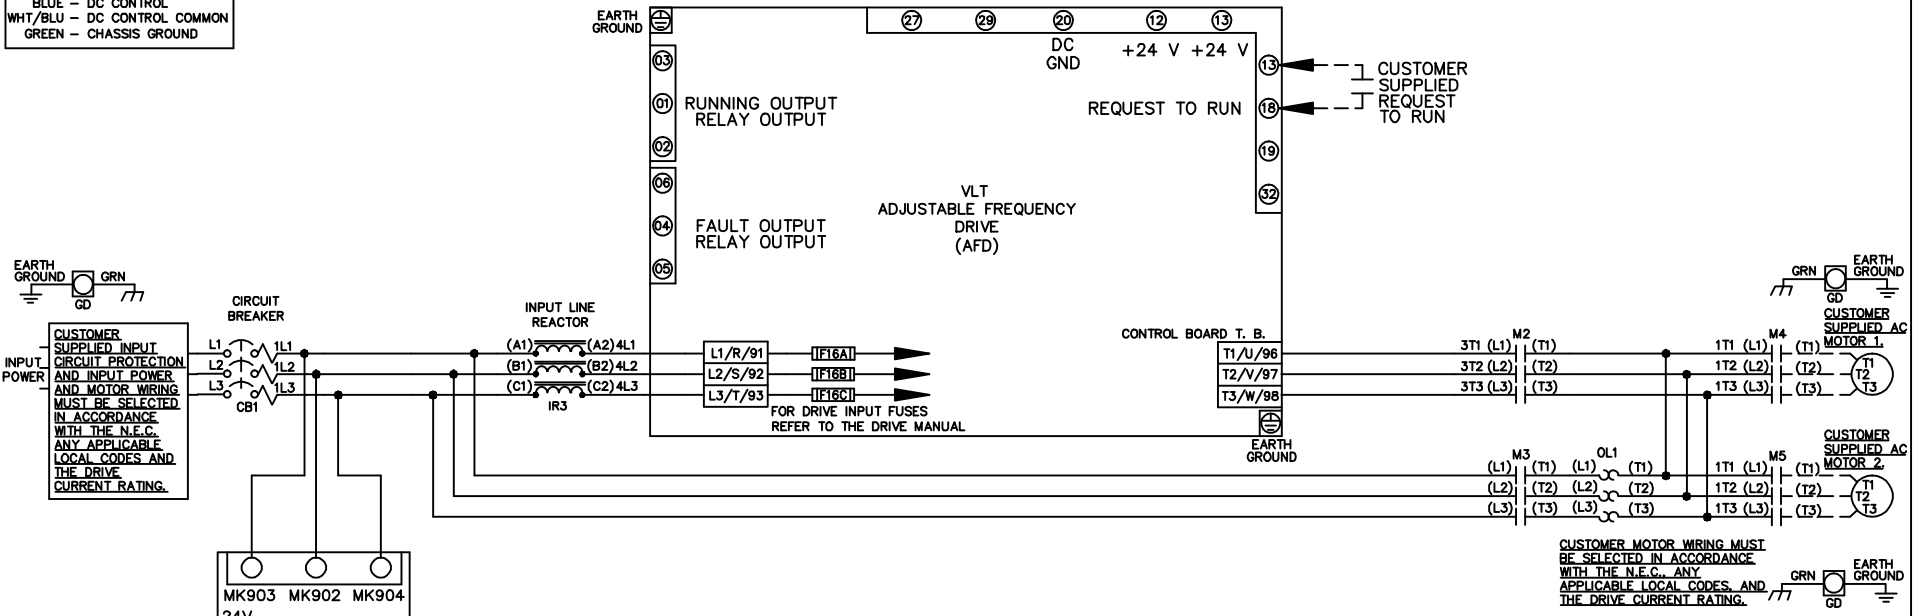 BLUE – DC CONTROL
WHT/BLU – DC CONTROL COMMON
GREEN – CHASSIS GROUND
EARTH
GROUND
27 29 20 12 13
DC
GND
+24 V +24 V
03
01
02
RUNNING OUTPUT
RELAY OUTPUT
06
04
05
FAULT OUTPUT
RELAY OUTPUT
VLT
ADJUSTABLE FREQUENCY
DRIVE
(AFD)
13
REQUEST TO RUN 18
19
32
CUSTOMER
SUPPLIED
REQUEST
TO RUN
EARTH
GROUND
GRN
GD
INPUT
POWER
CUSTOMER
SUPPLIED INPUT
CIRCUIT PROTECTION
AND INPUT POWER
AND MOTOR WIRING
MUST BE SELECTED
IN ACCORDANCE
WITH THE N.E.C.
ANY APPLICABLE
LOCAL CODES AND
THE DRIVE
CURRENT RATING.
CIRCUIT
BREAKER
L1 1L1
L2 1L2
L3 1L3
CB1
INPUT LINE
REACTOR
(A1) (A2) 4L1
(B1) (B2) 4L2
(C1) (C2) 4L3
IR3
L1/R/91 F16A
L2/S/92 F16B
L3/T/93 F16C
FOR DRIVE INPUT FUSES
REFER TO THE DRIVE MANUAL
CONTROL BOARD T. B.
T1/U/96
T2/V/97
T3/W/98
EARTH
GROUND
M2
3T1 (L1) (T1)
3T2 (L2) (T2)
3T3 (L3) (T3)
M4
1T1 (L1) (T1)
1T2 (L2) (T2)
1T3 (L3) (T3)
GRN
GD
EARTH
GROUND
CUSTOMER
SUPPLIED AC
MOTOR 1.
T1
T2
T3
M3
(L1) (T1)
(L2) (T2)
(L3) (T3)
OL1
(L1) (T1)
(L2) (T2)
(L3) (T3)
M5
1T1 (L1) (T1)
1T2 (L2) (T2)
1T3 (L3) (T3)
CUSTOMER
SUPPLIED AC
MOTOR 2.
T1
T2
T3
CUSTOMER MOTOR WIRING MUST
BE SELECTED IN ACCORDANCE
WITH THE N.E.C., ANY
APPLICABLE LOCAL CODES, AND
THE DRIVE CURRENT RATING.
GRN
GD
EARTH
GROUND
MK903 MK902 MK904
24V